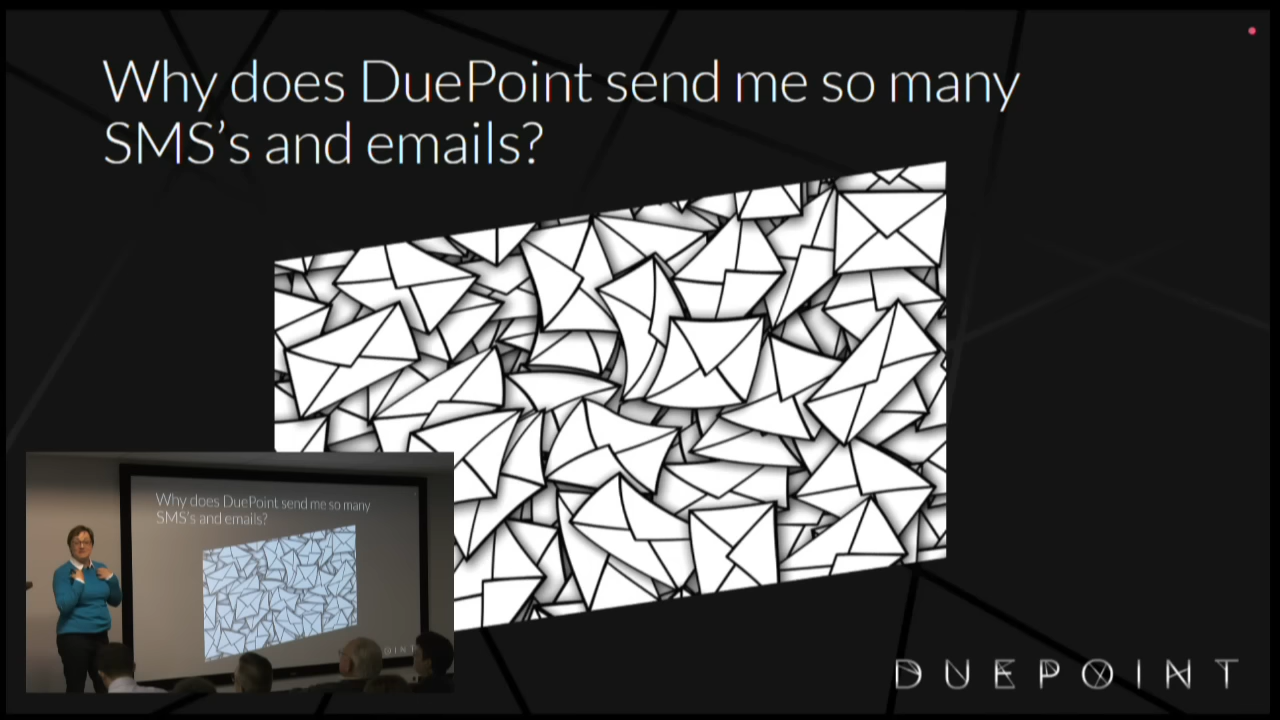 Why does DuePoint send me so many
SMS's and emails?
Why does DuePoint send me so many
SMS's and emails?
OINT
DUEPOINT